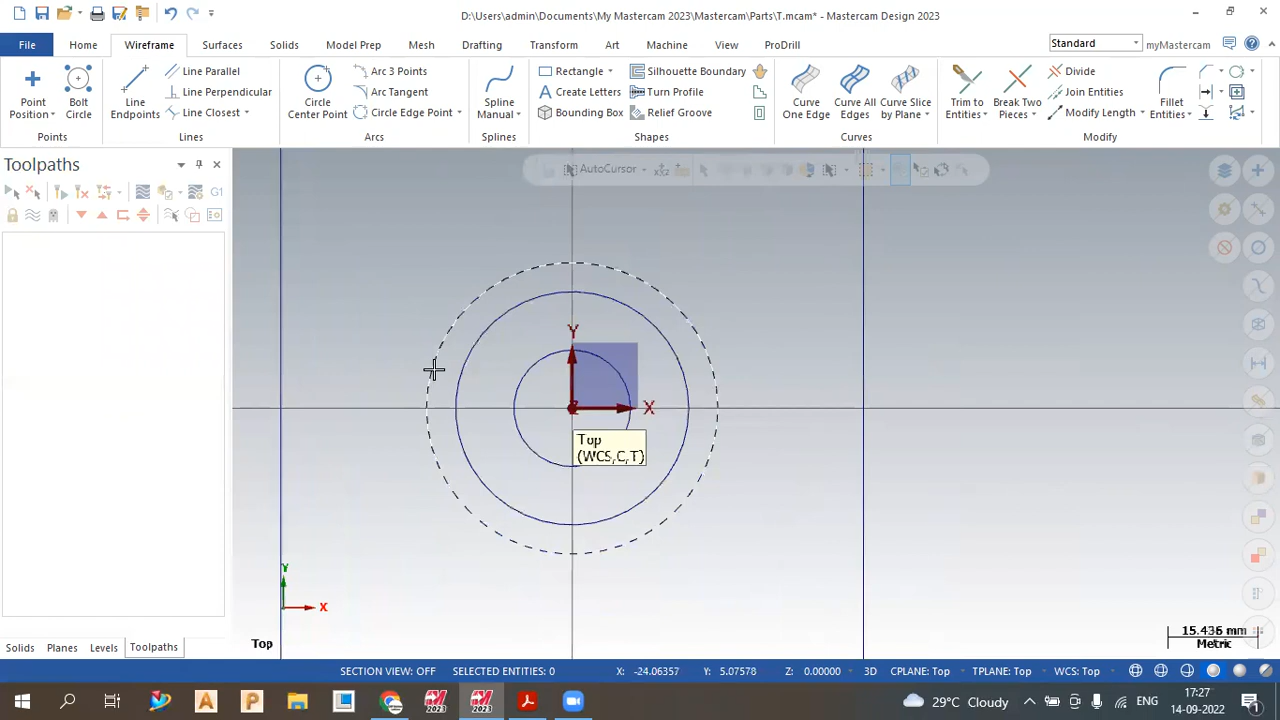 D:\Users\admin\Documents\My Mastercam 2023\Mastercam\Parts\T.mcam* - Mastercam Design 2023
File Home Wireframe Surfaces Solids Model Prep Mesh Drafting Transform Art Machine View ProDrill Standard myMastercam
Point Position
Bolt Circle
Points
Line Endpoints
Line Parallel
Line Perpendicular
Line Closest
Lines
Circle Center Point
Arc 3 Points
Arc Tangent
Circle Edge Point
Arcs
Spline Manual
Splines
Rectangle
Create Letters
Bounding Box
Silhouette Boundary
Turn Profile
Relief Groove
Shapes
Curve One Edge
Curve All Edges
Curve Slice by Plane
Curves
Trim to Entities
Break Two Pieces
Divide
Join Entities
Modify Length
Fillet Entities
Modify
Toolpaths
G1
AutoCursor
Y
X
Z
Top
(WCS,C,T)
Y
X
Top
15.436 mm
Metric
Solids Planes Levels Toolpaths
SECTION VIEW: OFF SELECTED ENTITIES: 0 X: -24.06357 Y: 5.07578 Z: 0.00000 3D CPLANE: Top TPLANE: Top WCS: Top
2023 2023 29°C Cloudy ENG 17:27
14-09-2022 1